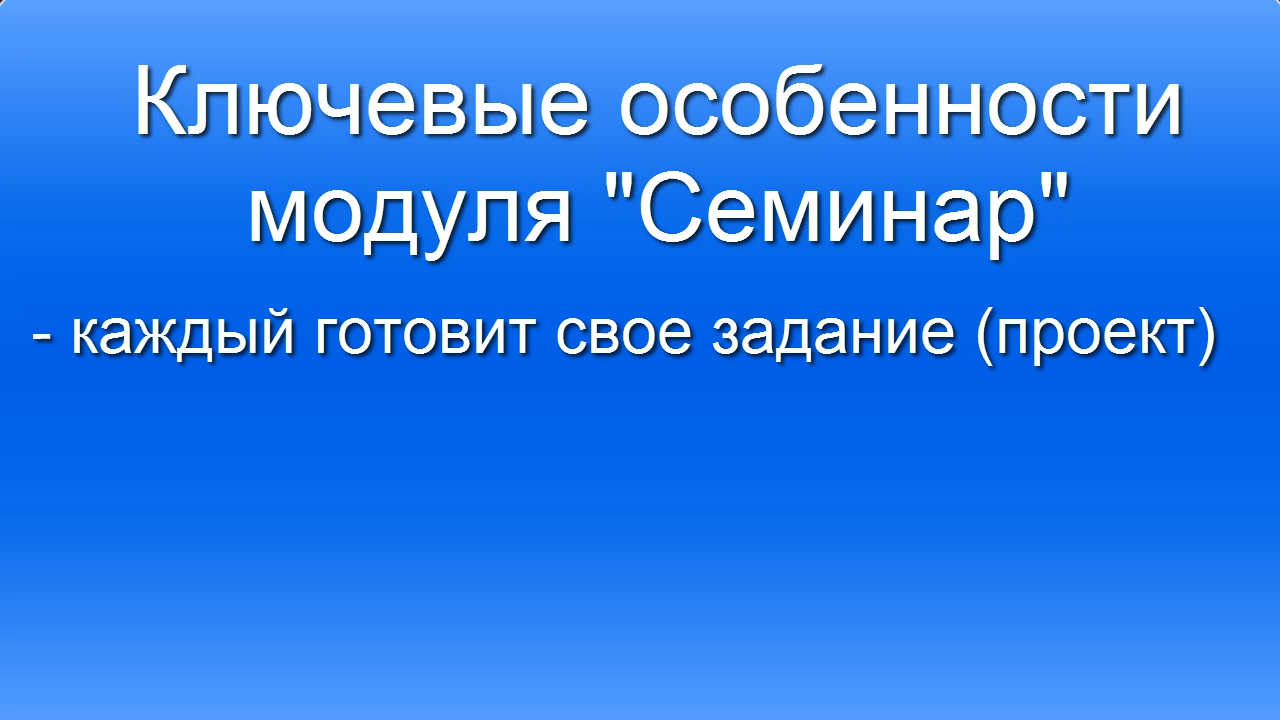 Ключевые особенности
модуля "Семинар"
- каждый готовит свое задание (проект)